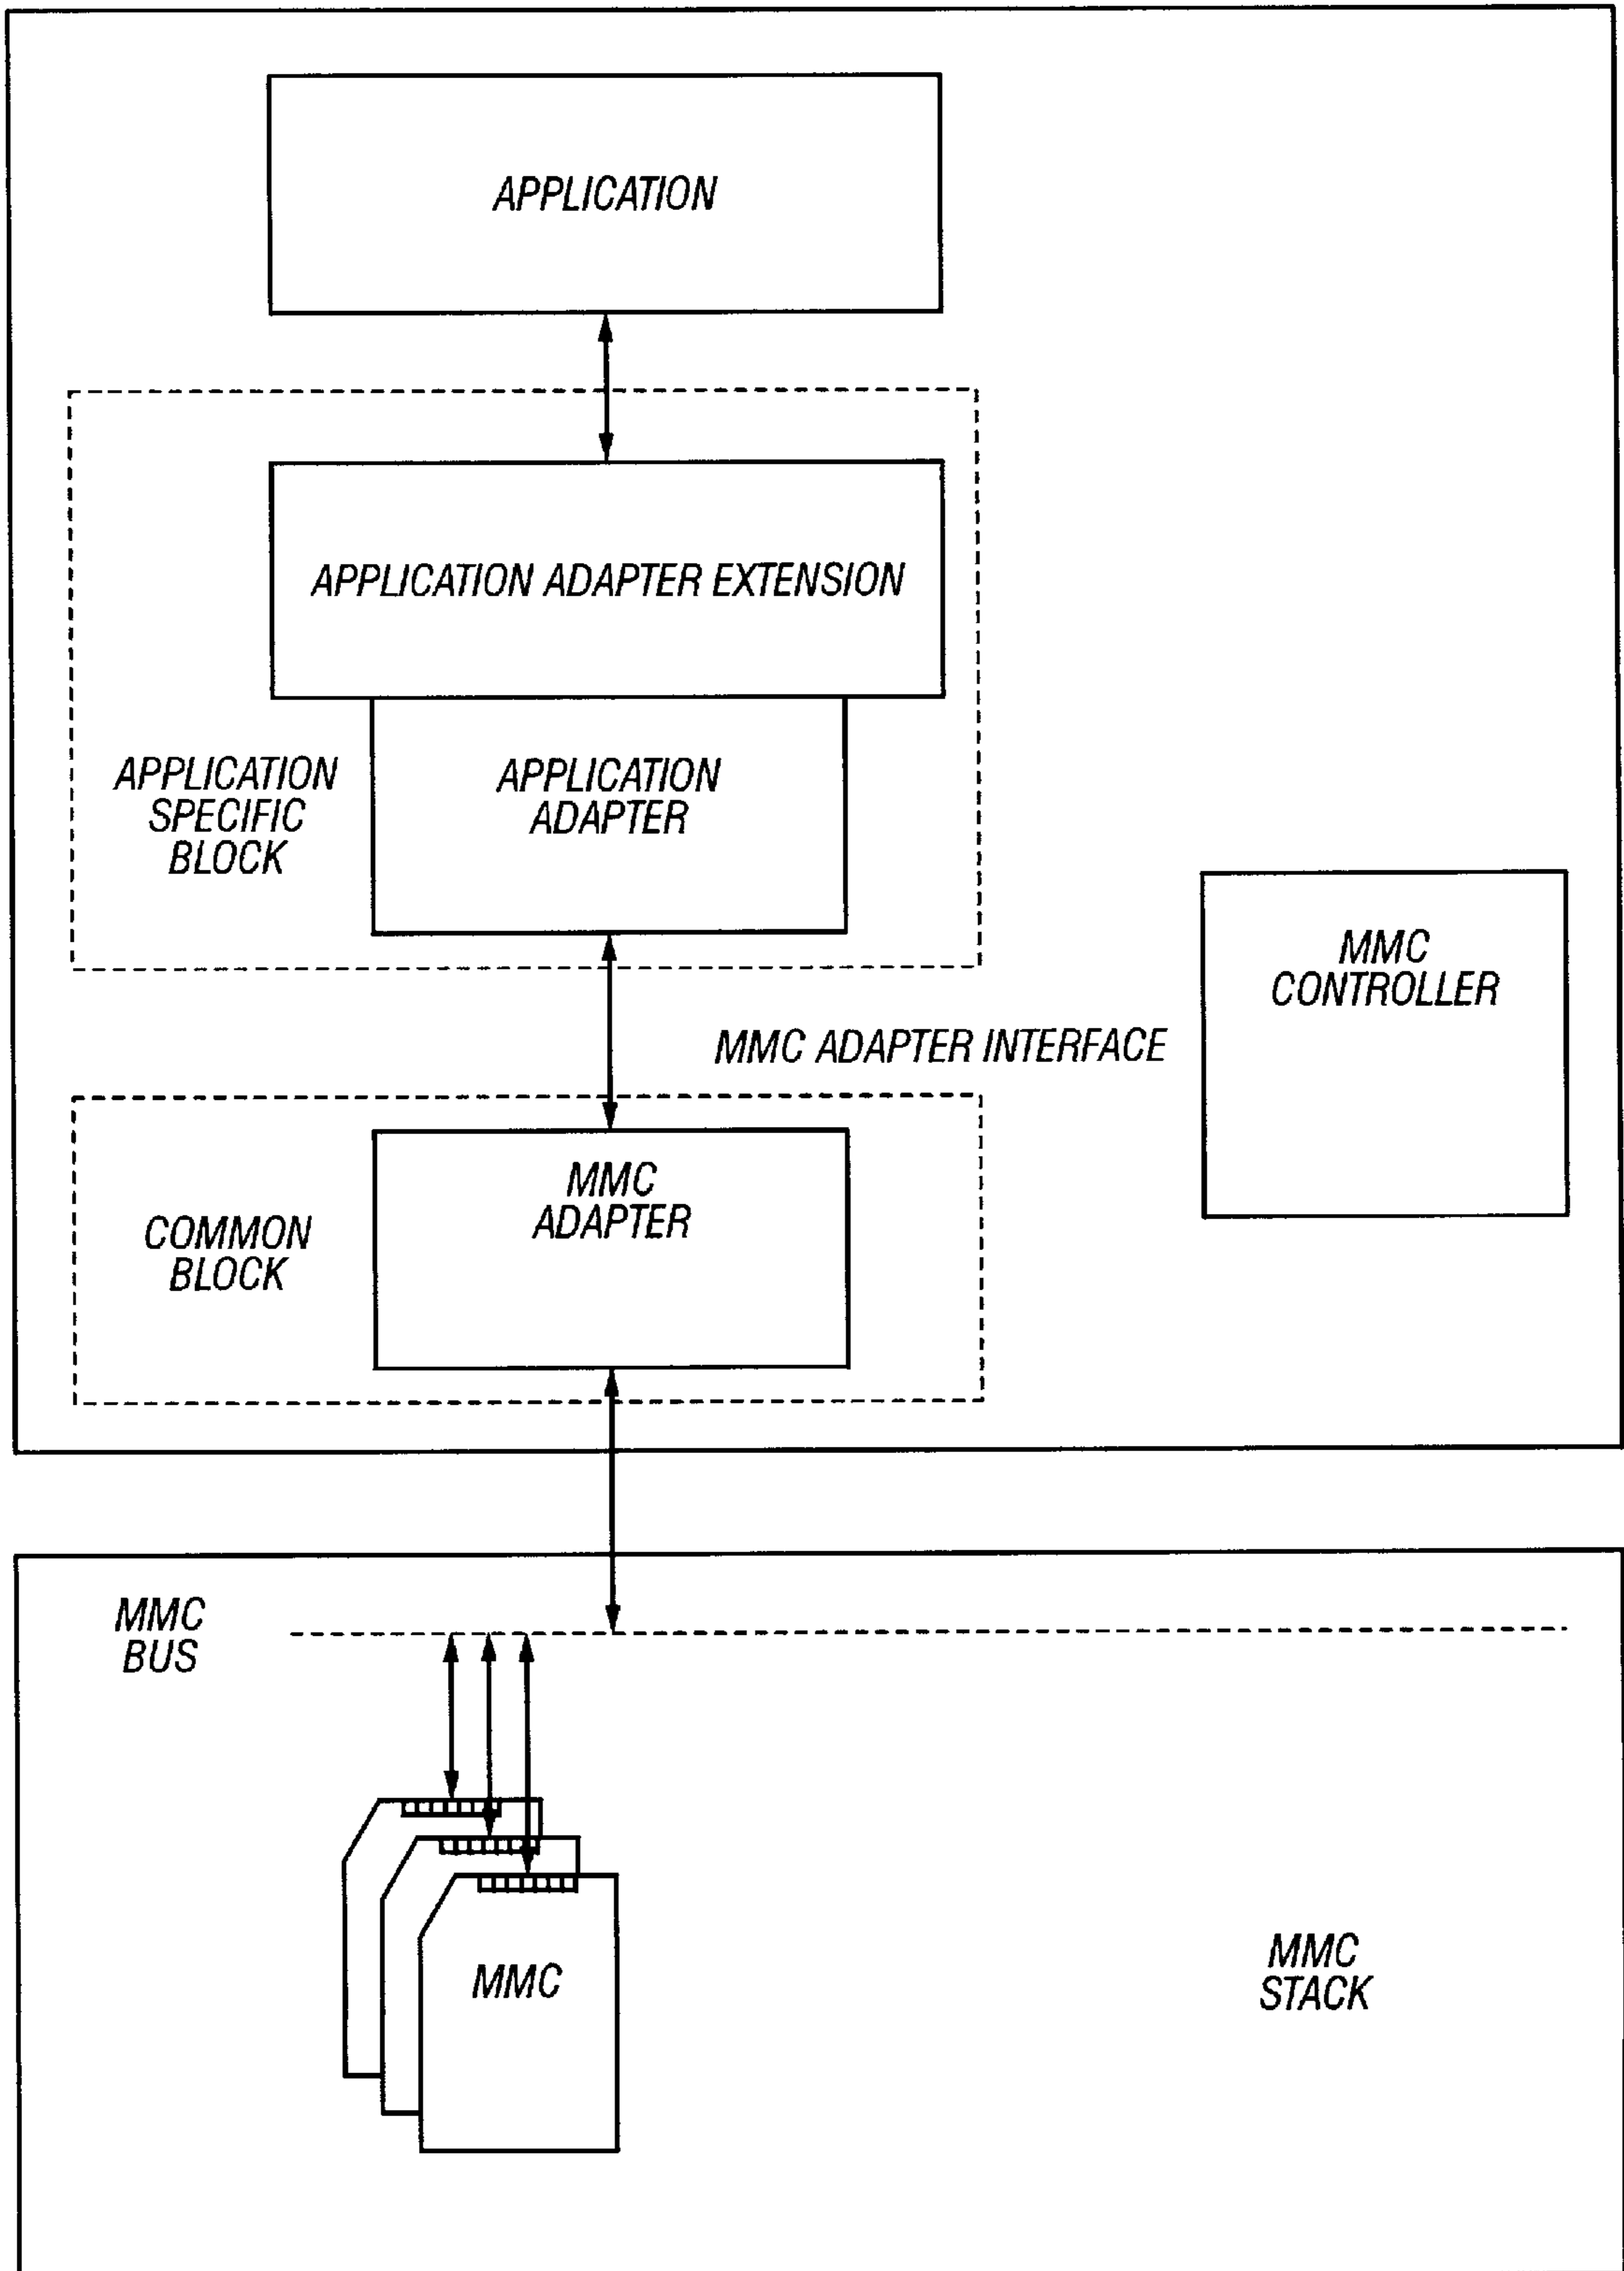 APPLICATION
APPLICATION ADAPTER EXTENSION
APPLICATION
SPECIFIC
BLOCK
APPLICATION
ADAPTER
MMC
CONTROLLER
MMC ADAPTER INTERFACE
COMMON
BLOCK
MMC
ADAPTER
MMC
BUS
MMC
MMC
STACK